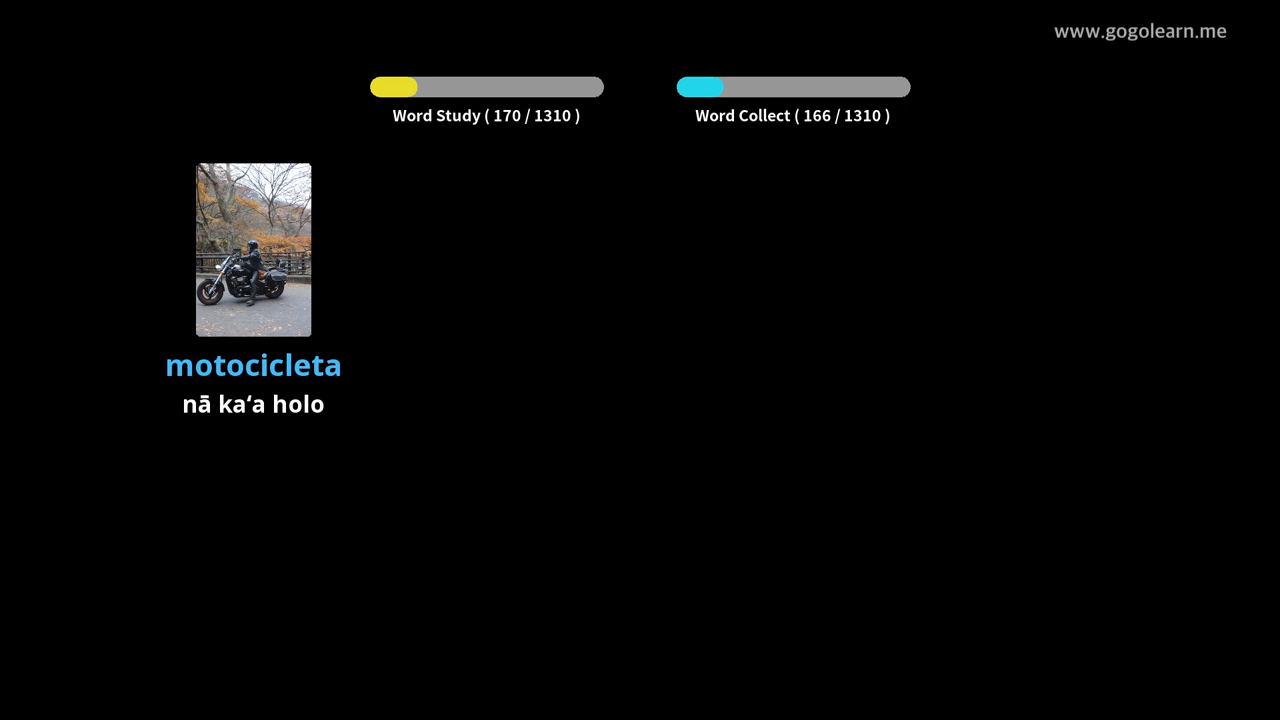 www.gogolearn.me
Word Study ( 170 / 1310 )
Word Collect ( 166 / 1310 )
motocicleta
nā kaʻa holo